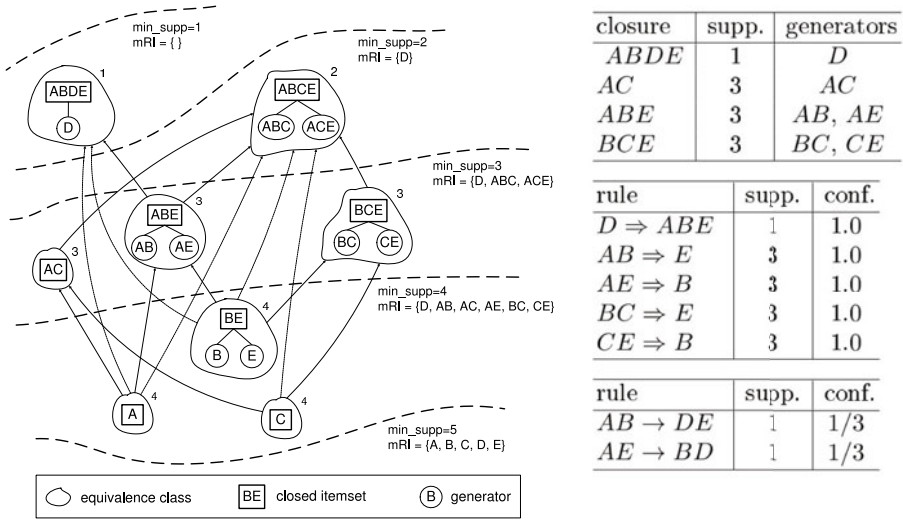 min_supp=1
mRI = { }
min_supp=2
mRI = {D}
1
ABDE
D
2
ABCE
ABC
ACE
min_supp=3
mRI = {D, ABC, ACE}
3
ABE
AB
AE
3
BCE
BC
CE
3
AC
min_supp=4
mRI = {D, AB, AC, AE, BC, CE}
4
BE
B
E
4
A
4
C
min_supp=5
mRI = {A, B, C, D, E}
equivalence class
BE closed itemset
B generator
closure supp. generators
ABDE 1 D
AC 3 AC
ABE 3 AB, AE
BCE 3 BC, CE
rule supp. conf.
D ⇒ ABE 1 1.0
AB ⇒ E 3 1.0
AE ⇒ B 3 1.0
BC ⇒ E 3 1.0
CE ⇒ B 3 1.0
rule supp. conf.
AB → DE 1 1/3
AE → BD 1 1/3